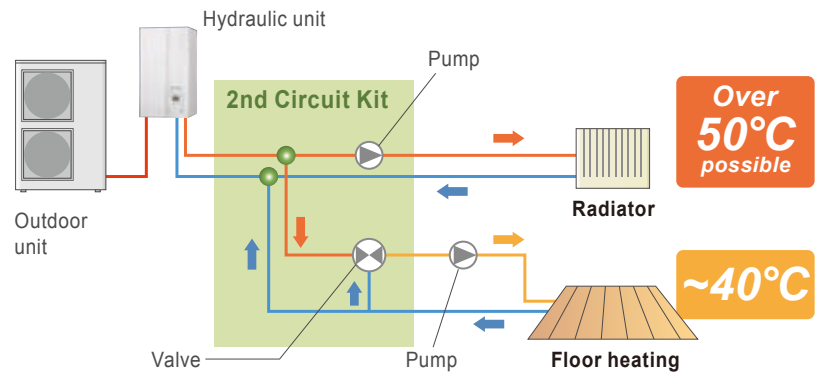 Hydraulic unit
Pump
2nd Circuit Kit
Over
50°C
possible
Radiator
Outdoor
unit
~40°C
Valve
Pump
Floor heating